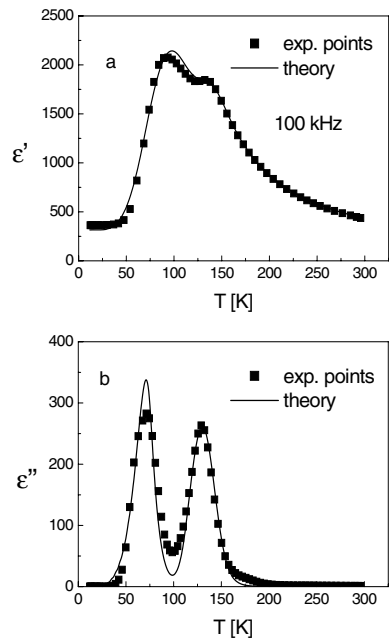 2500
2000
1500
1000
500
0
a
■ exp. points
— theory
100 kHz
ε'
0 50 100 150 200 250 300
T [K]
400
300
200
100
0
b
■ exp. points
— theory
ε"
0 50 100 150 200 250 300
T [K]